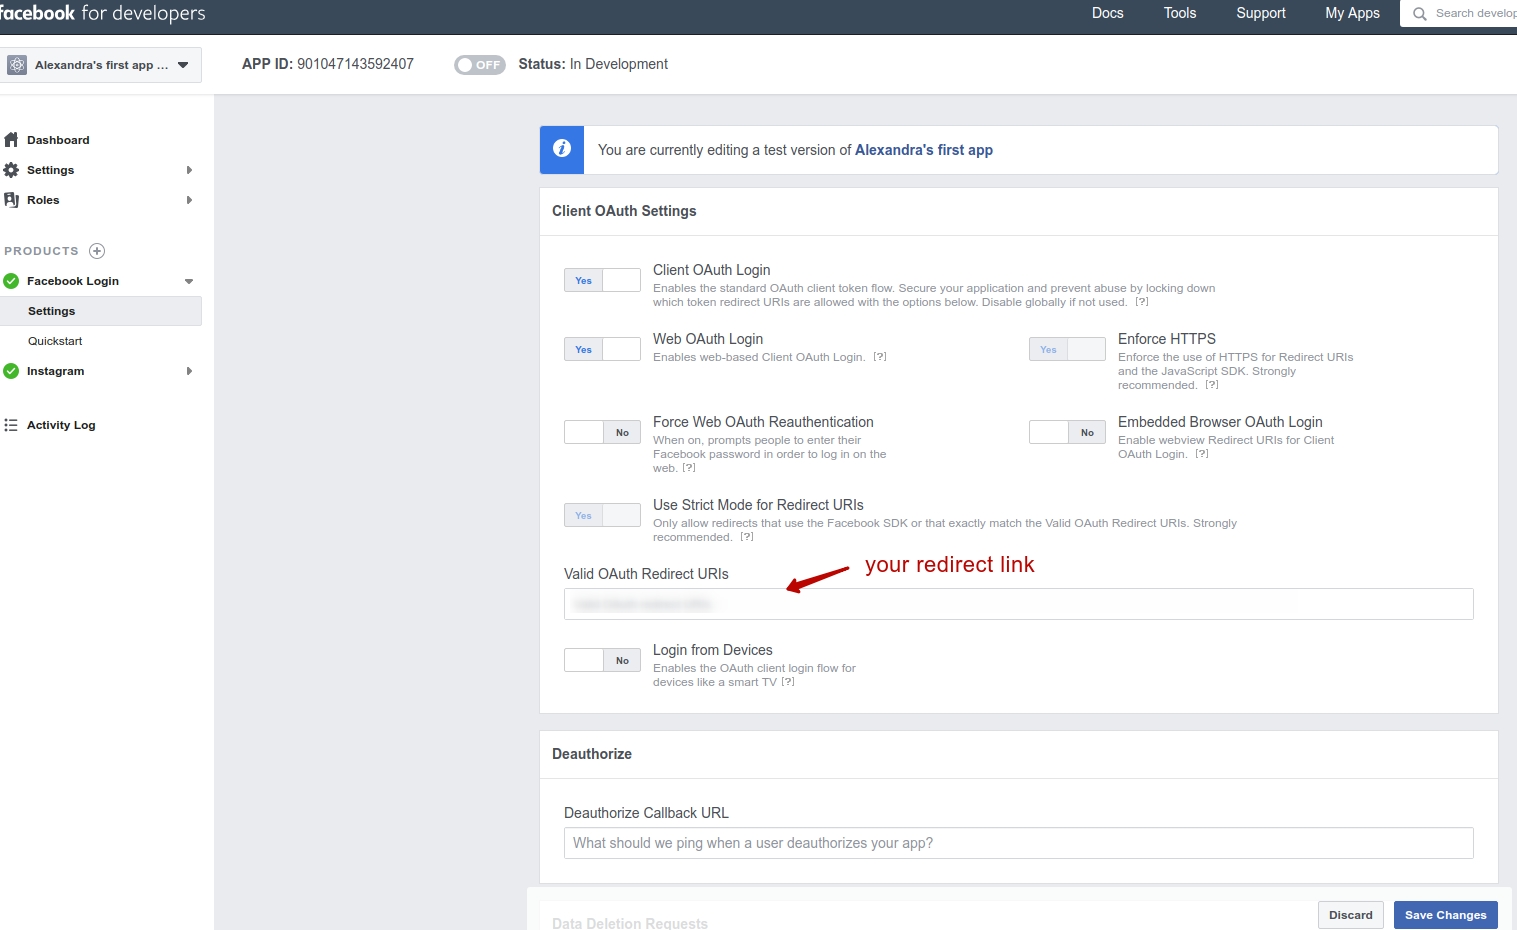 facebook for developers
Docs
Tools
Support
My Apps
Search develop
Alexandra's first app ...
APP ID: 901047143592407
OFF
Status: In Development
Dashboard
Settings
Roles
PRODUCTS
Facebook Login
Settings
Quickstart
Instagram
Activity Log
You are currently editing a test version of Alexandra's first app
Client OAuth Settings
Yes
Client OAuth Login
Enables the standard OAuth client token flow. Secure your application and prevent abuse by locking down
which token redirect URIs are allowed with the options below. Disable globally if not used. [?]
Yes
Web OAuth Login
Enables web-based Client OAuth Login. [?]
Yes
Enforce HTTPS
Enforce the use of HTTPS for Redirect URIs
and the JavaScript SDK. Strongly
recommended. [?]
No
Force Web OAuth Reauthentication
When on, prompts people to enter their
Facebook password in order to log in on the
web. [?]
No
Embedded Browser OAuth Login
Enable webview Redirect URIs for Client
OAuth Login. [?]
Yes
Use Strict Mode for Redirect URIs
Only allow redirects that use the Facebook SDK or that exactly match the Valid OAuth Redirect URIs. Strongly
recommended. [?]
your redirect link
Valid OAuth Redirect URIs
No
Login from Devices
Enables the OAuth client login flow for
devices like a smart TV [?]
Deauthorize
Deauthorize Callback URL
What should we ping when a user deauthorizes your app?
Data Deletion Requests
Discard
Save Changes